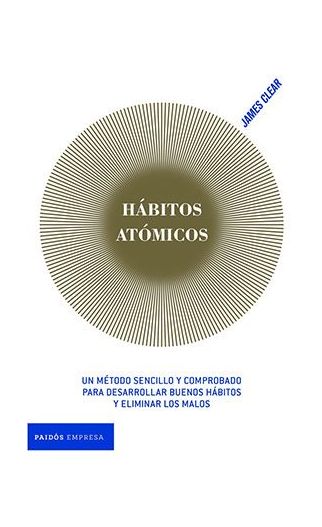 JAMES CLEAR
HÁBITOS
ATÓMICOS
UN MÉTODO SENCILLO Y COMPROBADO
PARA DESARROLLAR BUENOS HÁBITOS
Y ELIMINAR LOS MALOS
PAIDÓS EMPRESA